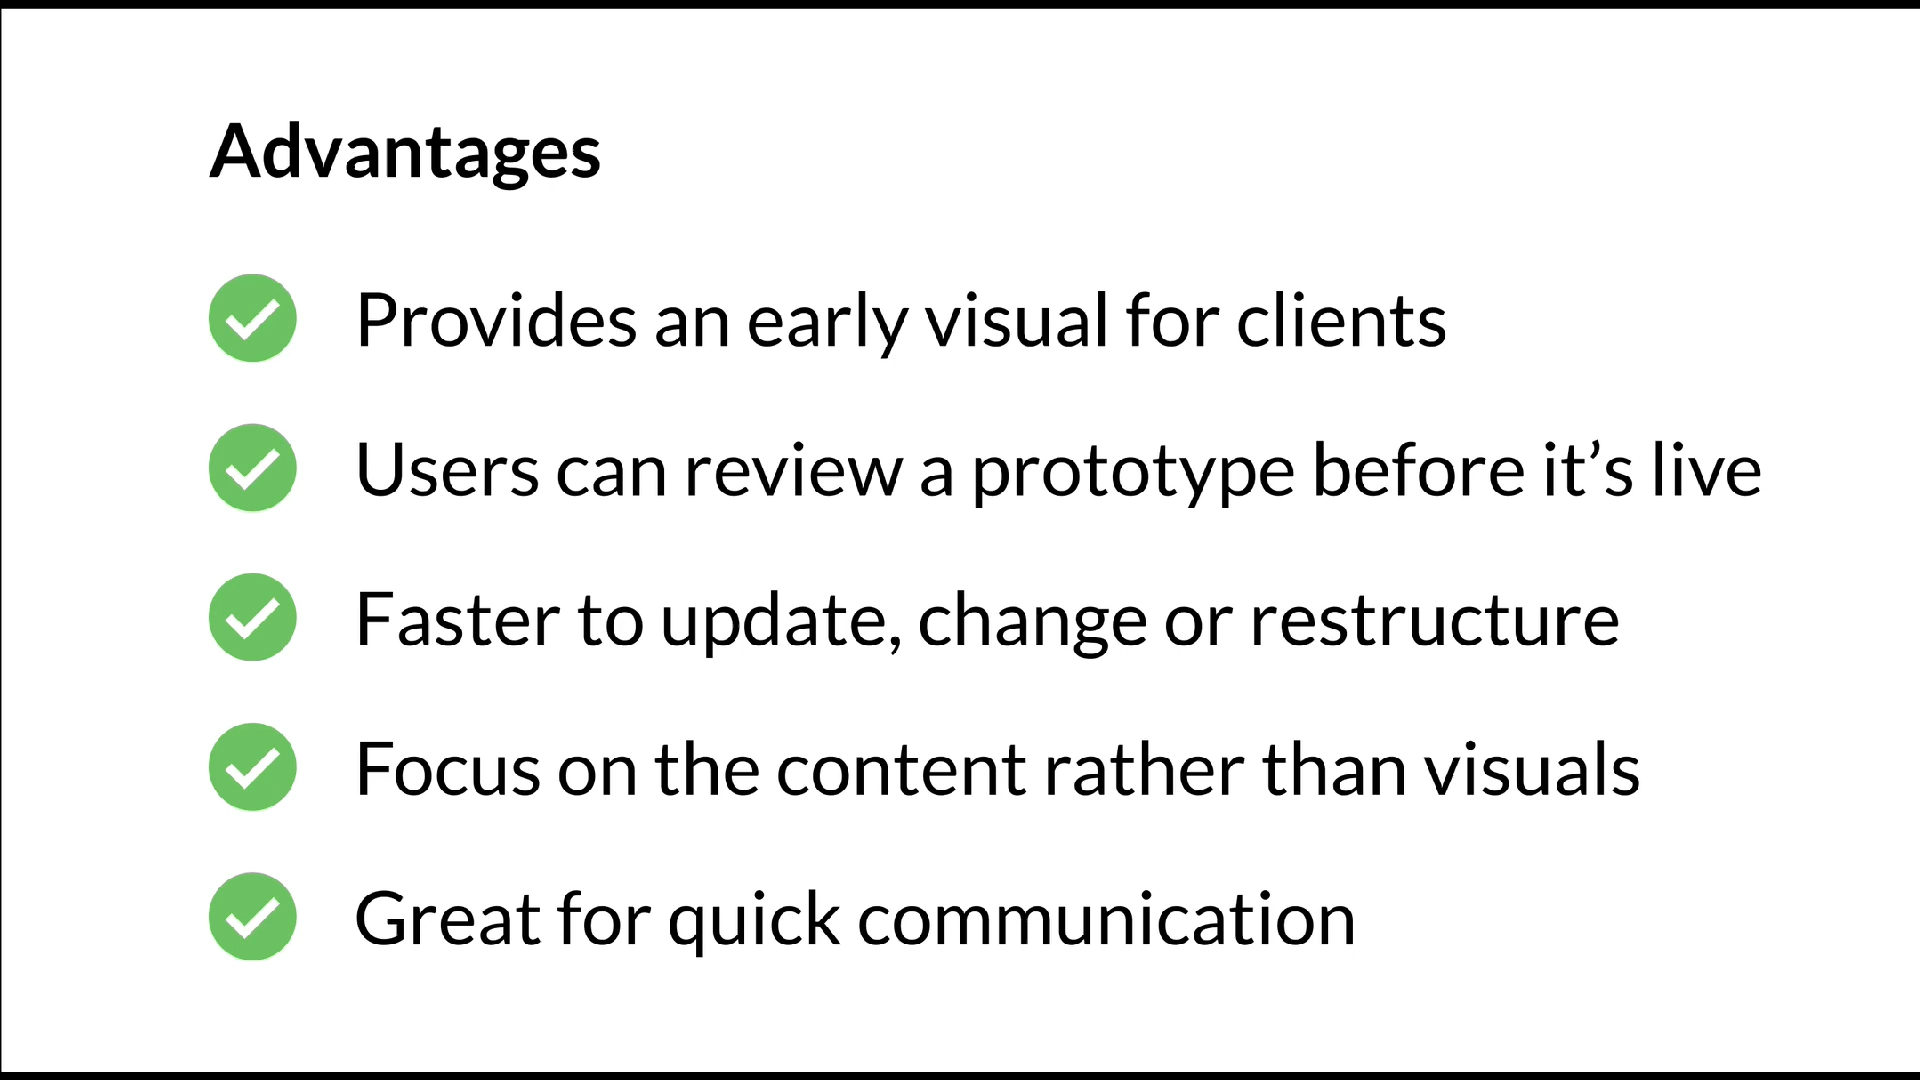 Advantages
Provides an early visual for clients
Users can review a prototype before it’s live
Faster to update, change or restructure
Focus on the content rather than visuals
Great for quick communication